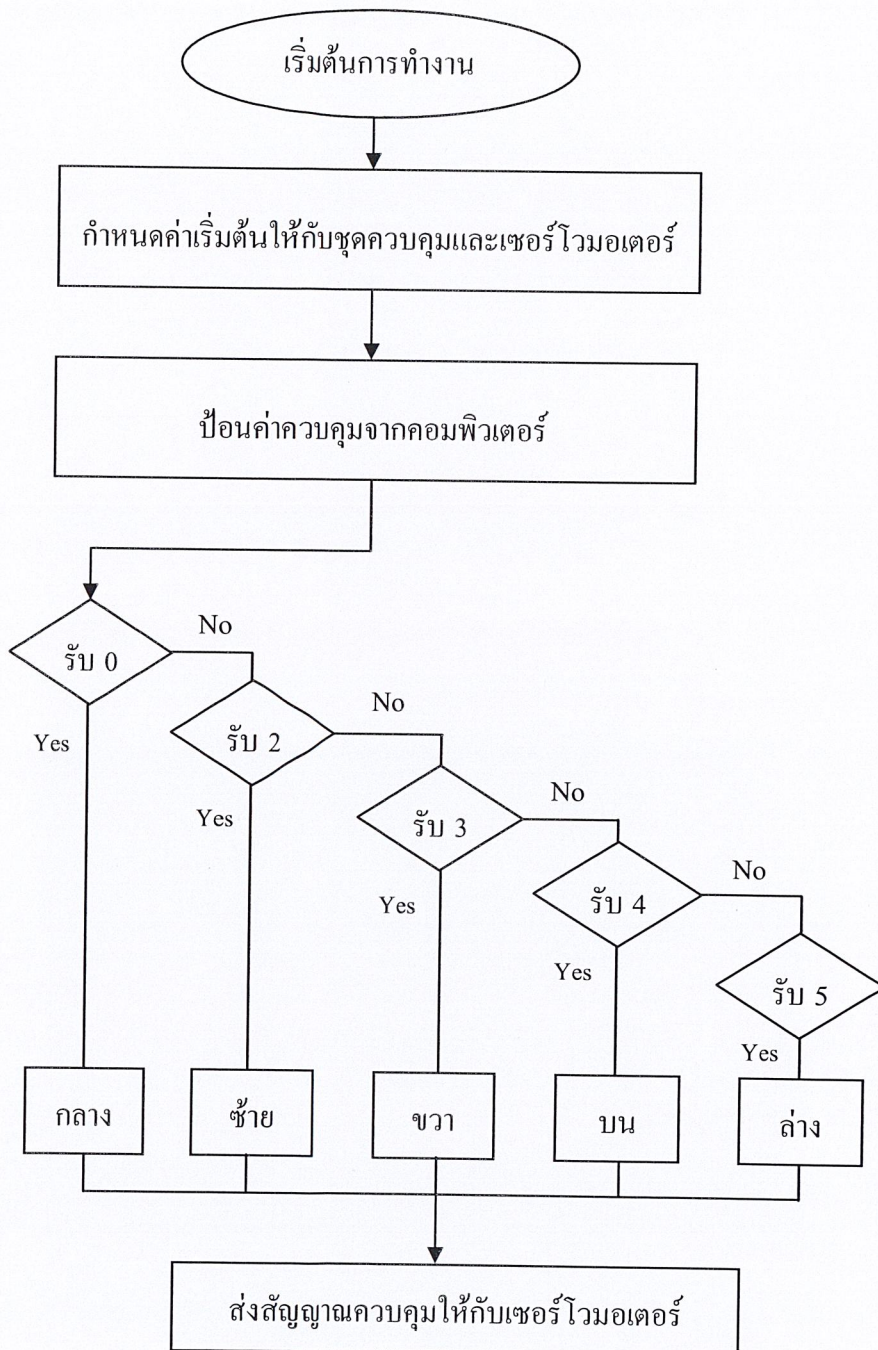 เริ่มต้นการทำงาน
กำหนดค่าเริ่มต้นให้กับชุดควบคุมและเซอร์โวมอเตอร์
ป้อนค่าควบคุมจากคอมพิวเตอร์
No
รับ 0
No
Yes
รับ 2
No
Yes
รับ 3
No
Yes
รับ 4
Yes
รับ 5
Yes
กลาง
ซ้าย
ขวา
บน
ล่าง
ส่งสัญญาณควบคุมให้กับเซอร์โวมอเตอร์